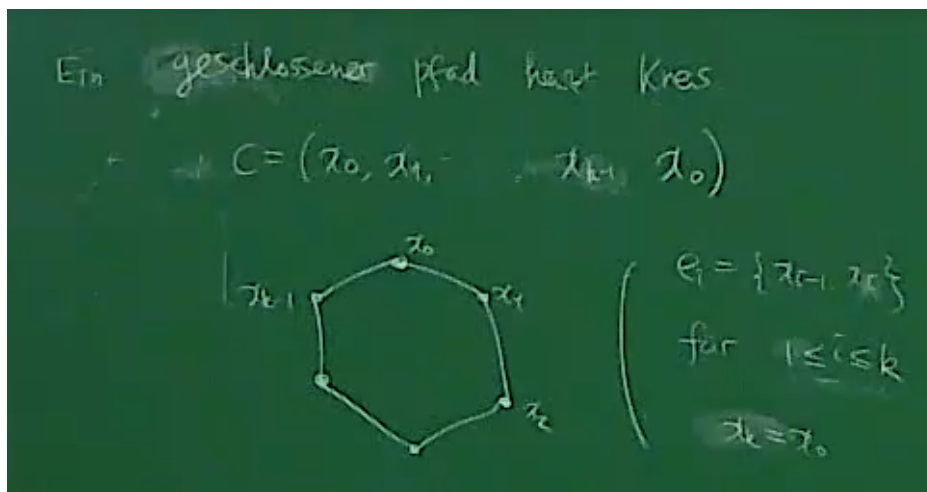 Ein geschlossener pfad heißt Kreis
C = (x₀, x₁, . . xₖ₋₁, x₀)
x₀
xₖ₋₁
x₁
x₂
eᵢ = {xᵢ₋₁, xᵢ}
für 1 ≤ i ≤ k
xₖ = x₀